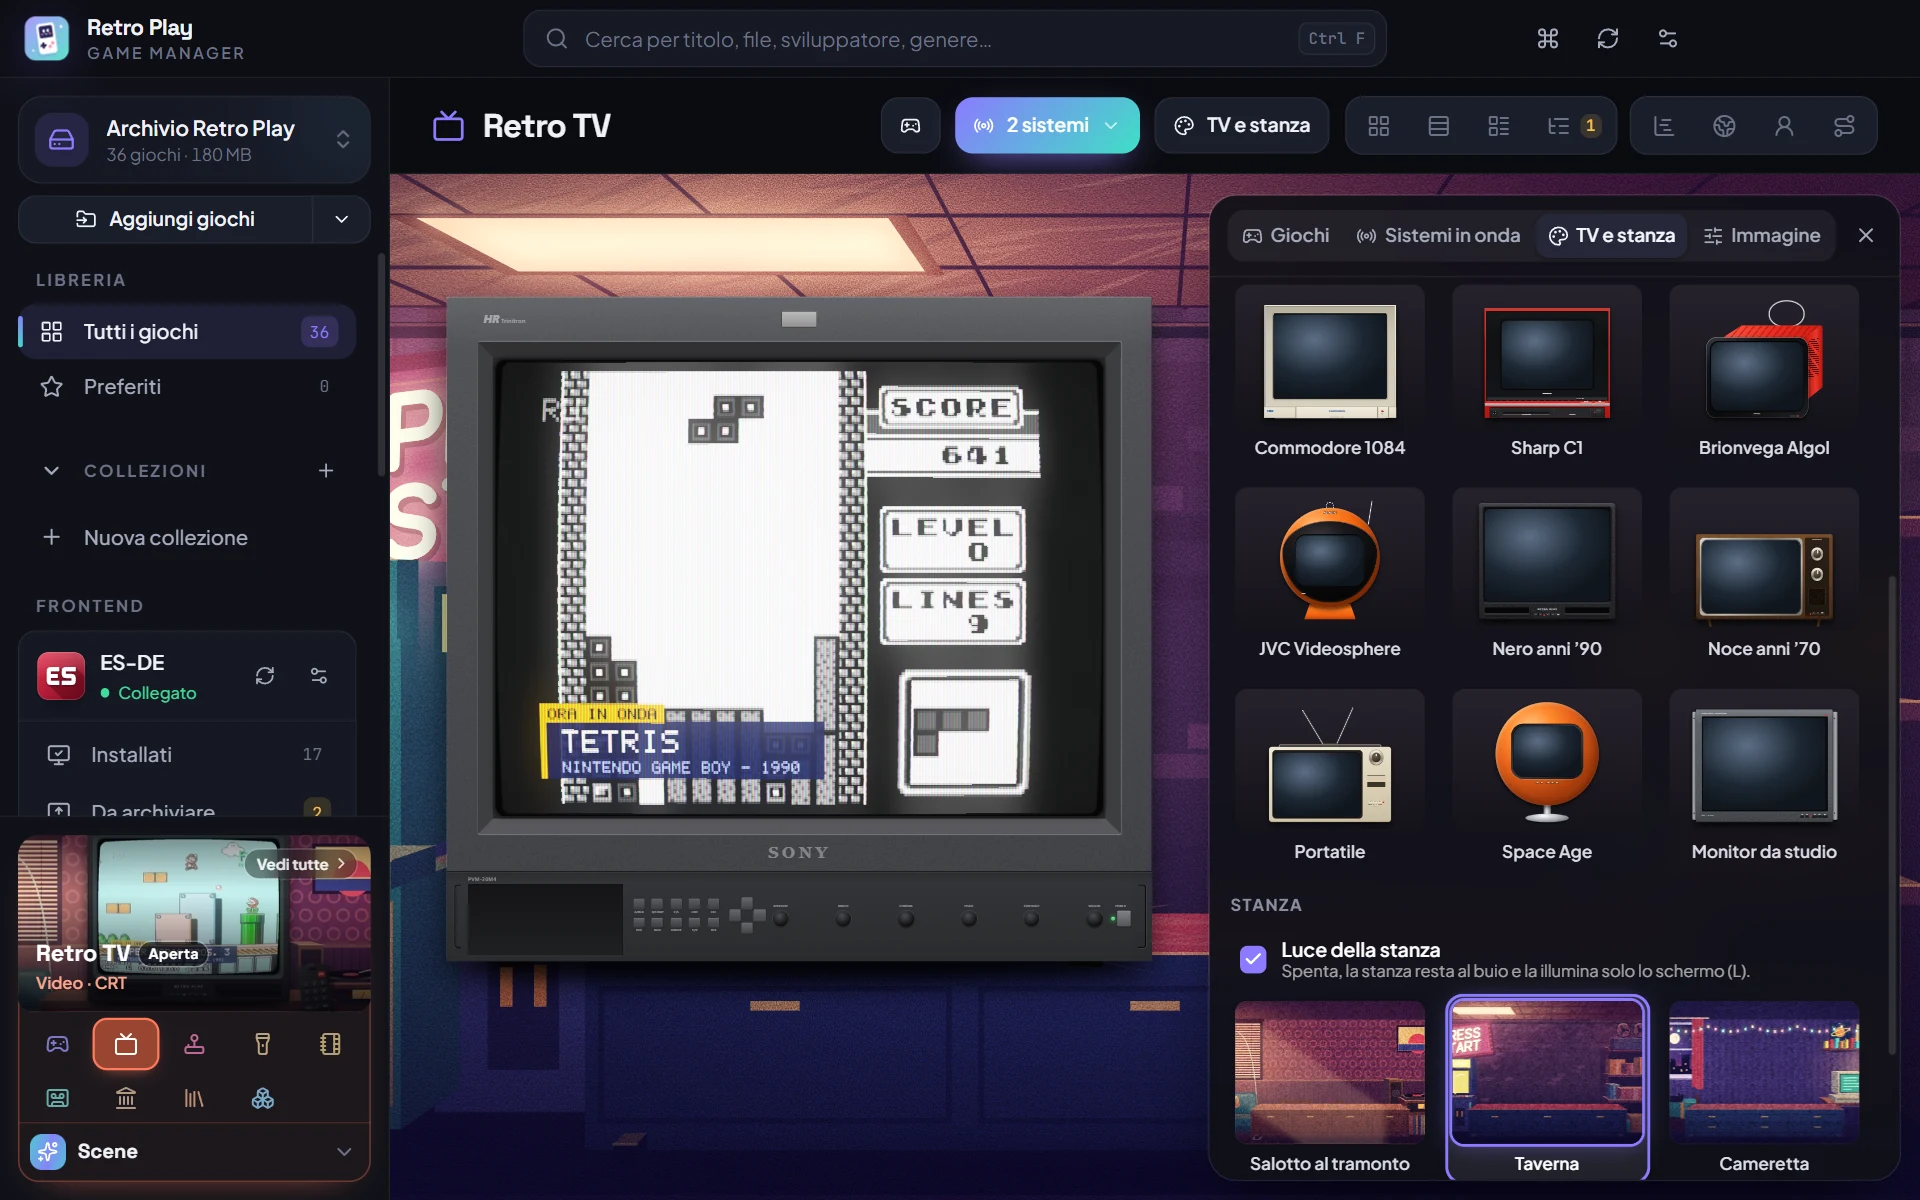 Retro Play
GAME MANAGER
Cerca per titolo, file, sviluppatore, genere...
Ctrl F
Archivio Retro Play
36 giochi · 180 MB
Aggiungi giochi
LIBRERIA
Tutti i giochi
36
Preferiti
0
COLLEZIONI
Nuova collezione
FRONTEND
ES
ES-DE
Collegato
Installati
17
Da archiviare
2
Vedi tutte
Retro TV
Aperta
Video · CRT
Scene
Retro TV
2 sistemi
TV e stanza
1
HR Trinitron
SCORE
641
LEVEL
0
LINES
9
ORA IN ONDA
TETRIS
NINTENDO GAME BOY – 1990
SONY
PVM-20M4
Giochi
Sistemi in onda
TV e stanza
Immagine
Commodore 1084
Sharp C1
Brionvega Algol
JVC Videosphere
Nero anni ’90
Noce anni ’70
Portatile
Space Age
Monitor da studio
STANZA
Luce della stanza
Spenta, la stanza resta al buio e la illumina solo lo schermo (L).
Salotto al tramonto
Taverna
Cameretta